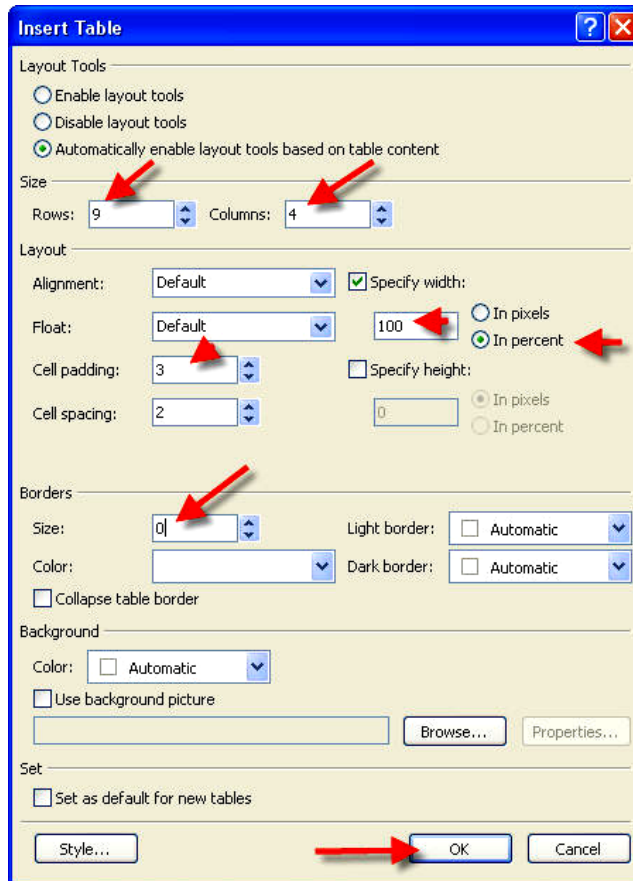 Insert Table
Layout Tools
Enable layout tools
Disable layout tools
Automatically enable layout tools based on table content
Size
Rows: 9 Columns: 4
Layout
Alignment: Default Specify width:
Float: Default 100 In pixels
In percent
Cell padding: 3 Specify height:
Cell spacing: 2 0 In pixels
In percent
Borders
Size: 0 Light border: Automatic
Color: Dark border: Automatic
Collapse table border
Background
Color: Automatic
Use background picture
Browse... Properties...
Set
Set as default for new tables
Style... OK Cancel